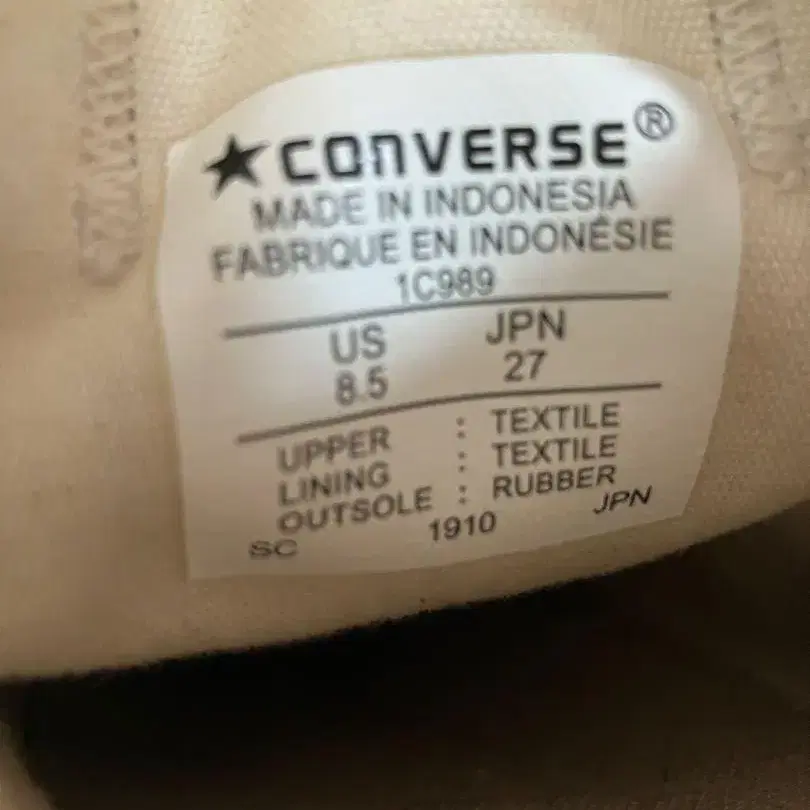 ★CONVERSE®
MADE IN INDONESIA
FABRIQUE EN INDONÉSIE
1C989
US JPN
8.5 27
UPPER : TEXTILE
LINING : TEXTILE
OUTSOLE : RUBBER
SC 1910 JPN